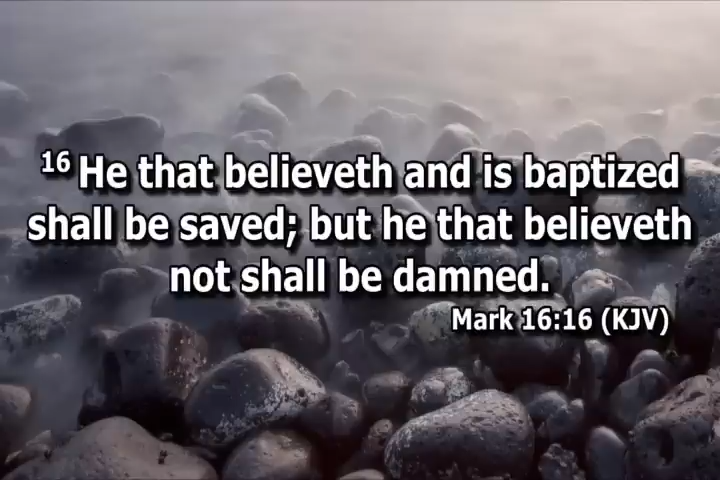 16 He that believeth and is baptized
shall be saved; but he that believeth
not shall be damned.
Mark 16:16 (KJV)